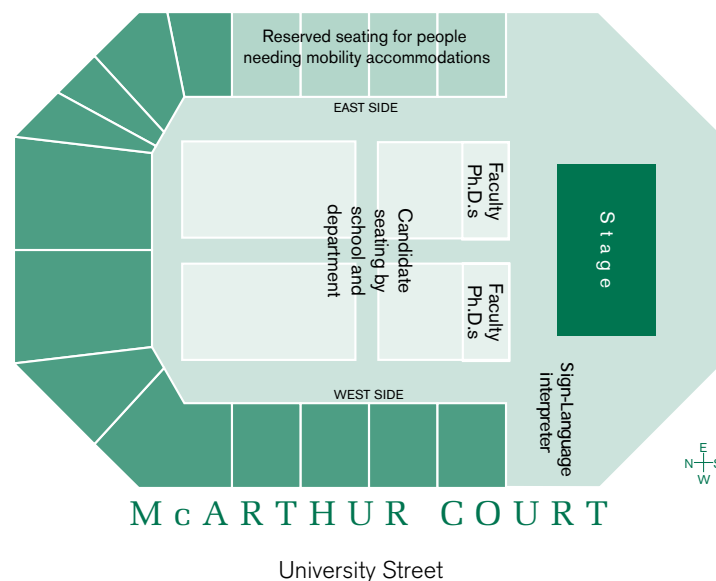 Reserved seating for people
needing mobility accommodations
EAST SIDE
Faculty
Ph.D.s
Candidate
seating by
school and
department
Stage
Faculty
Ph.D.s
WEST SIDE
Sign-Language
interpreter
E
N S
W
McARTHUR COURT
University Street